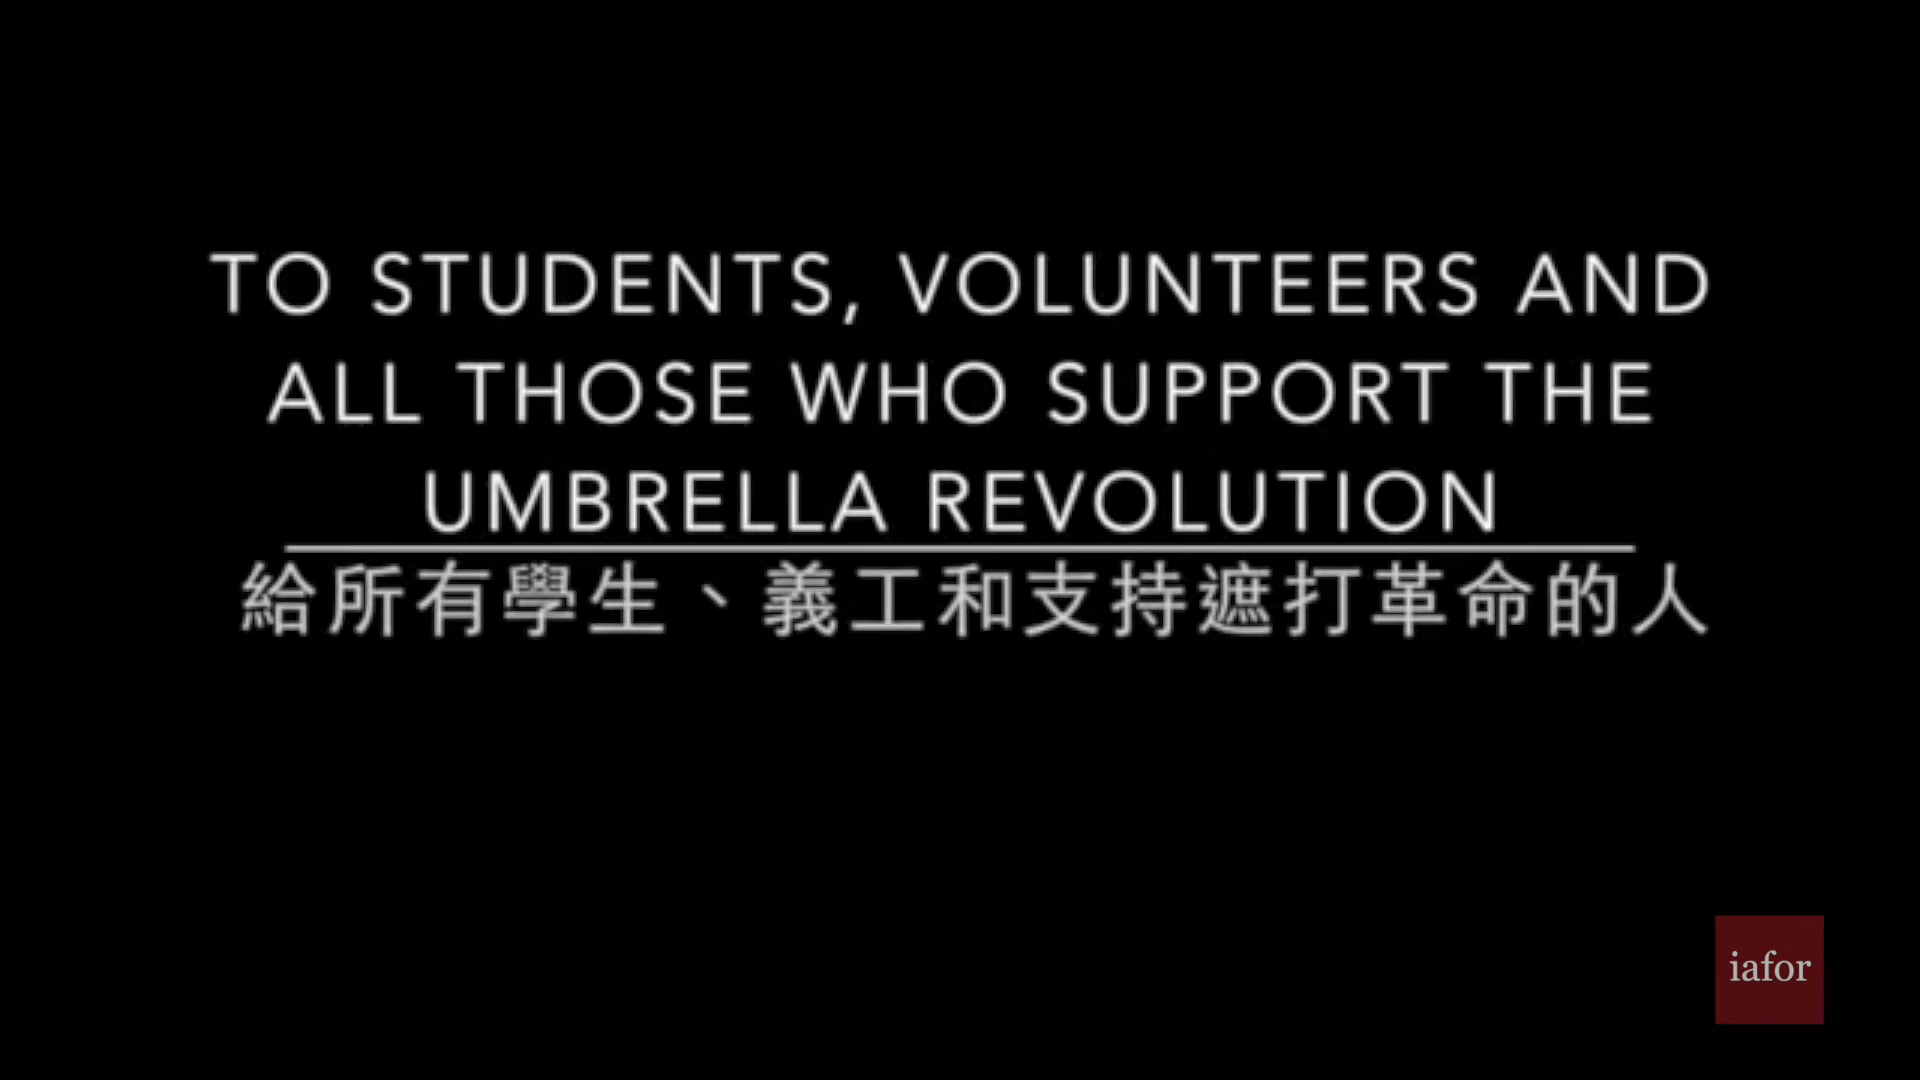 TO STUDENTS, VOLUNTEERS AND
ALL THOSE WHO SUPPORT THE
UMBRELLA REVOLUTION
給所有學生、義工和支持遮打革命的人
iafor